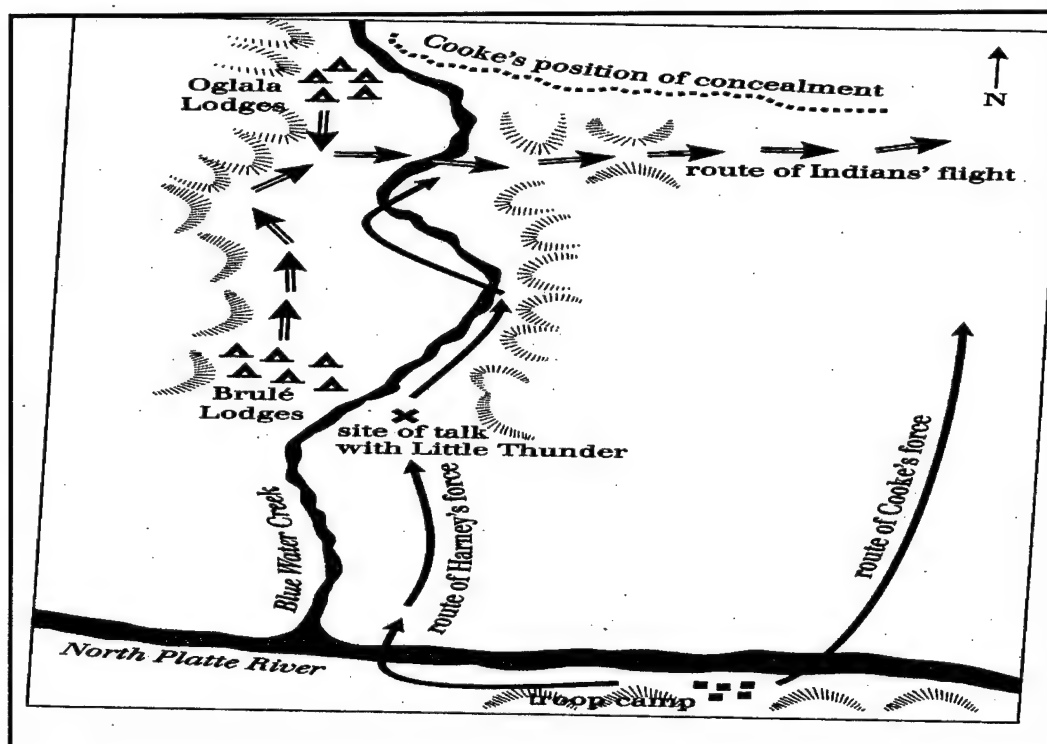 Cooke's position of concealment
N
Oglala
Lodges
route of Indians' flight
Brulé
Lodges
site of talk
with Little Thunder
route of Harney's force
route of Cooke's force
Blue Water Creek
North Platte River
troop camp